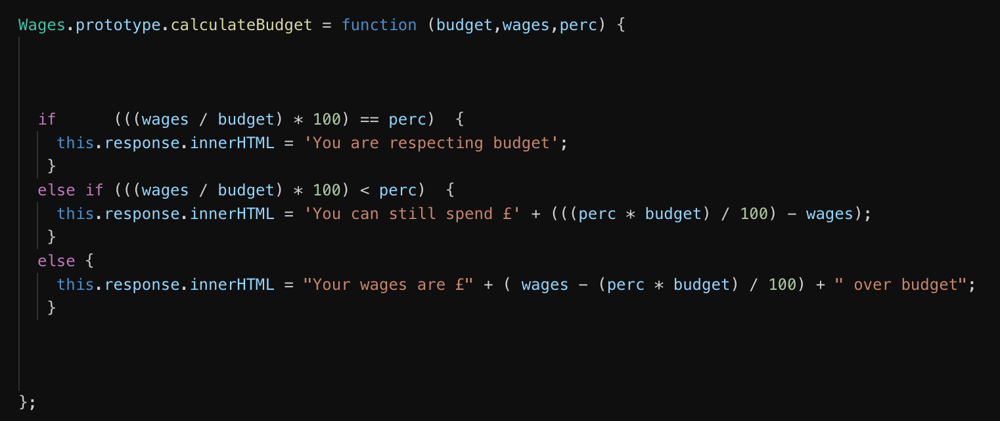 Wages.prototype.calculateBudget = function (budget,wages,perc) {
  if      (((wages / budget) * 100) == perc)  {
    this.response.innerHTML = 'You are respecting budget';
   }
  else if (((wages / budget) * 100) < perc)  {
    this.response.innerHTML = 'You can still spend £' + (((perc * budget) / 100) - wages);
   }
  else {
    this.response.innerHTML = "Your wages are £" + ( wages - (perc * budget) / 100) + " over budget";
   }
};